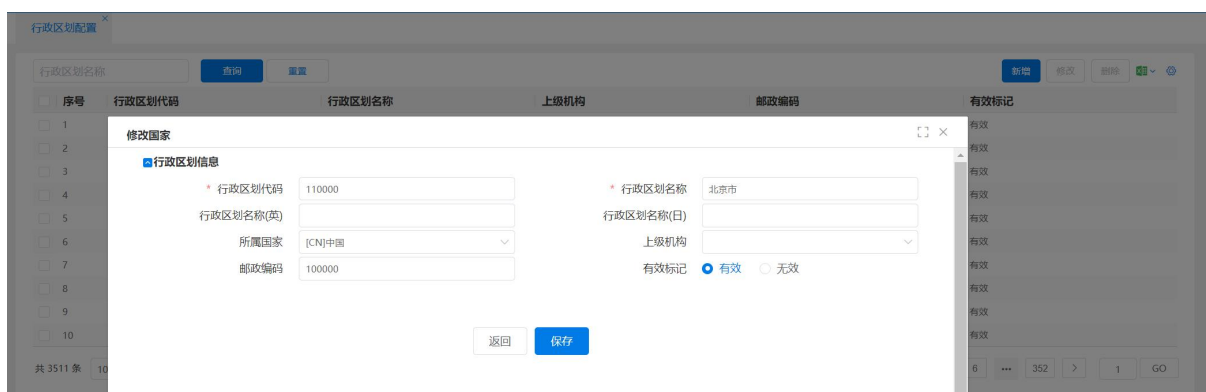 行政区划配置
行政区划名称 查询 重置 新增 修改 删除
序号 行政区划代码 行政区划名称 上级机构 邮政编码 有效标记
1 有效
修改国家
2 有效
行政区划信息
3 有效
* 行政区划代码 110000 * 行政区划名称 北京市
4 有效
行政区划名称(英) 行政区划名称(日)
5 有效
所属国家 [CN]中国 上级机构
6 有效
邮政编码 100000 有效标记 有效 无效
7 有效
8 有效
9 有效
10 有效
返回 保存
共 3511 条 10 6 ••• 352 > 1 GO